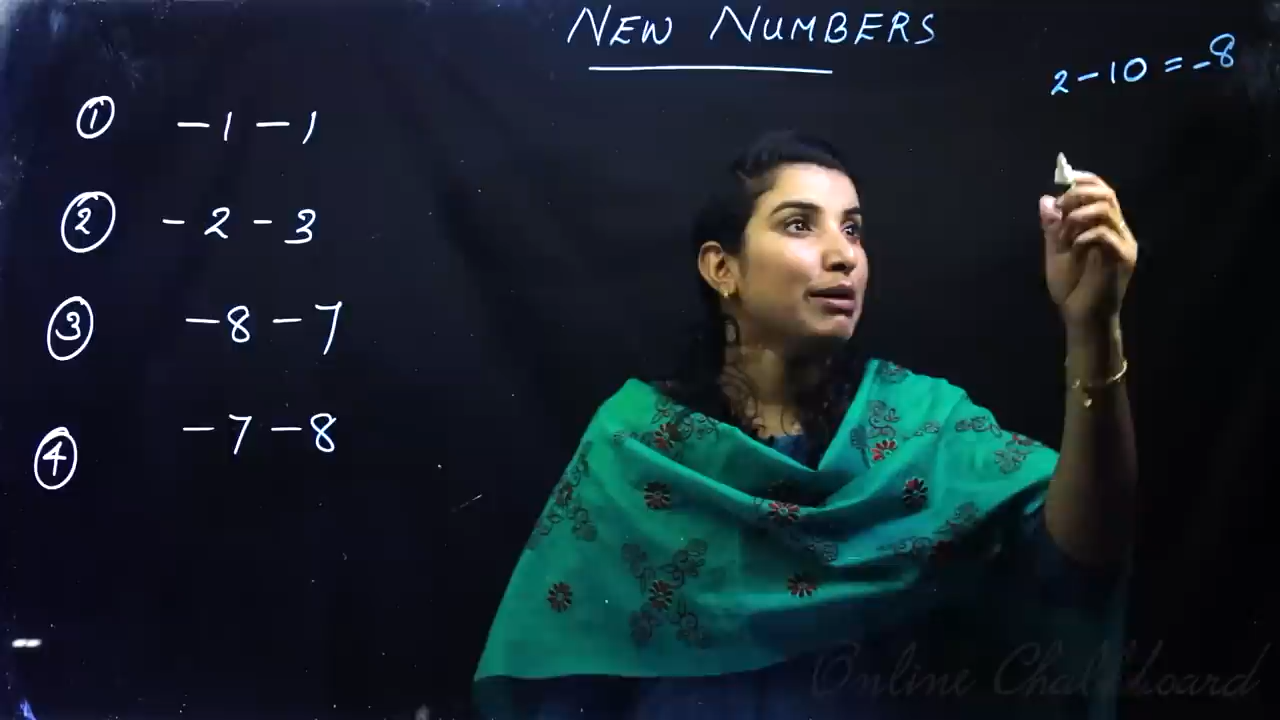 NEW NUMBERS
2 - 10 = -8
① -1 -1
② -2 -3
③ -8 -7
④ -7 -8
Online Chalkboard